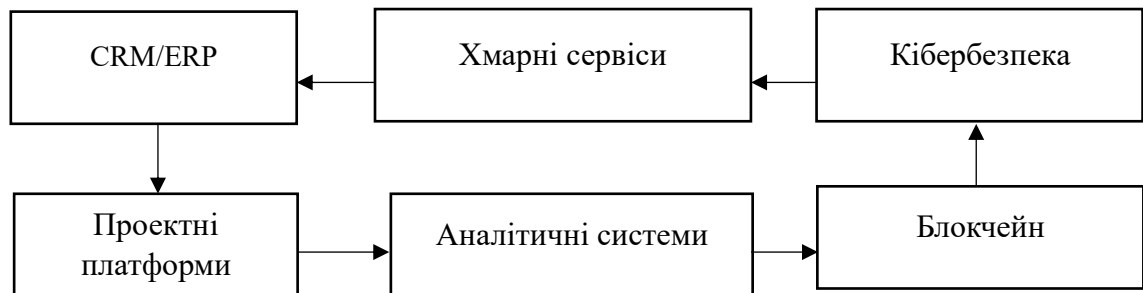 CRM/ERP
Хмарні сервіси
Кібербезпека
Проектні
платформи
Аналітичні системи
Блокчейн